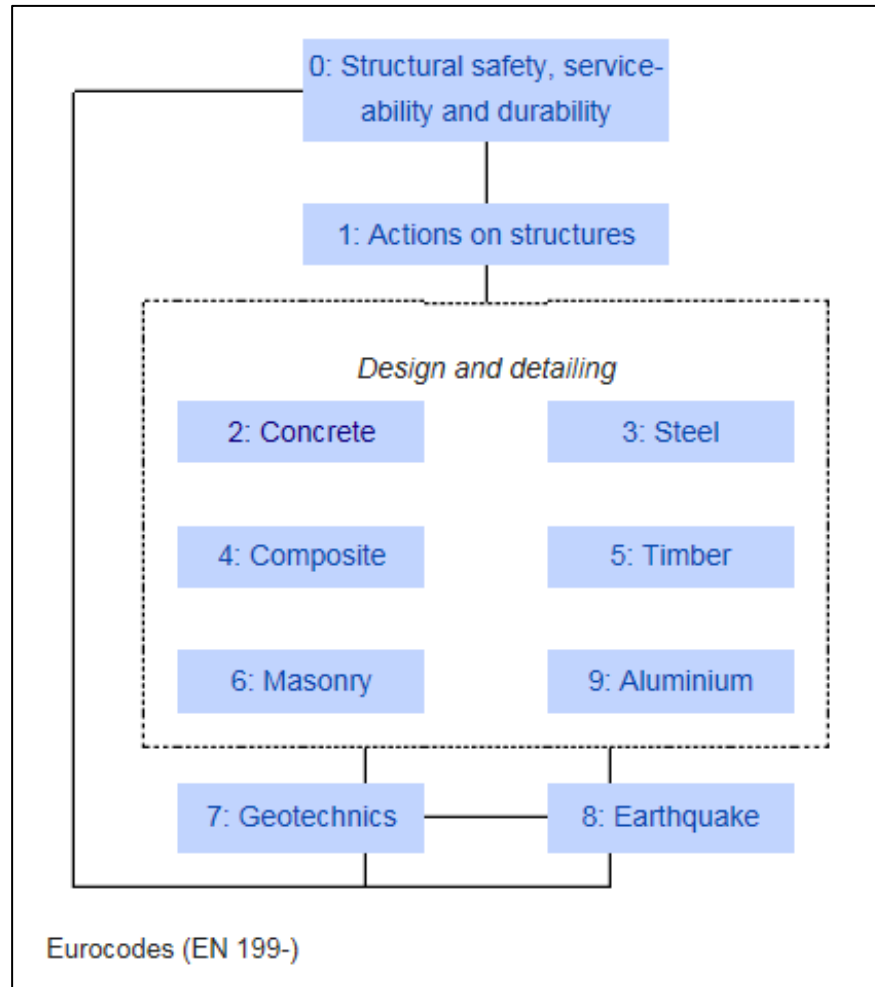 0: Structural safety, service-
ability and durability
1: Actions on structures
Design and detailing
2: Concrete
3: Steel
4: Composite
5: Timber
6: Masonry
9: Aluminium
7: Geotechnics
8: Earthquake
Eurocodes (EN 199-)